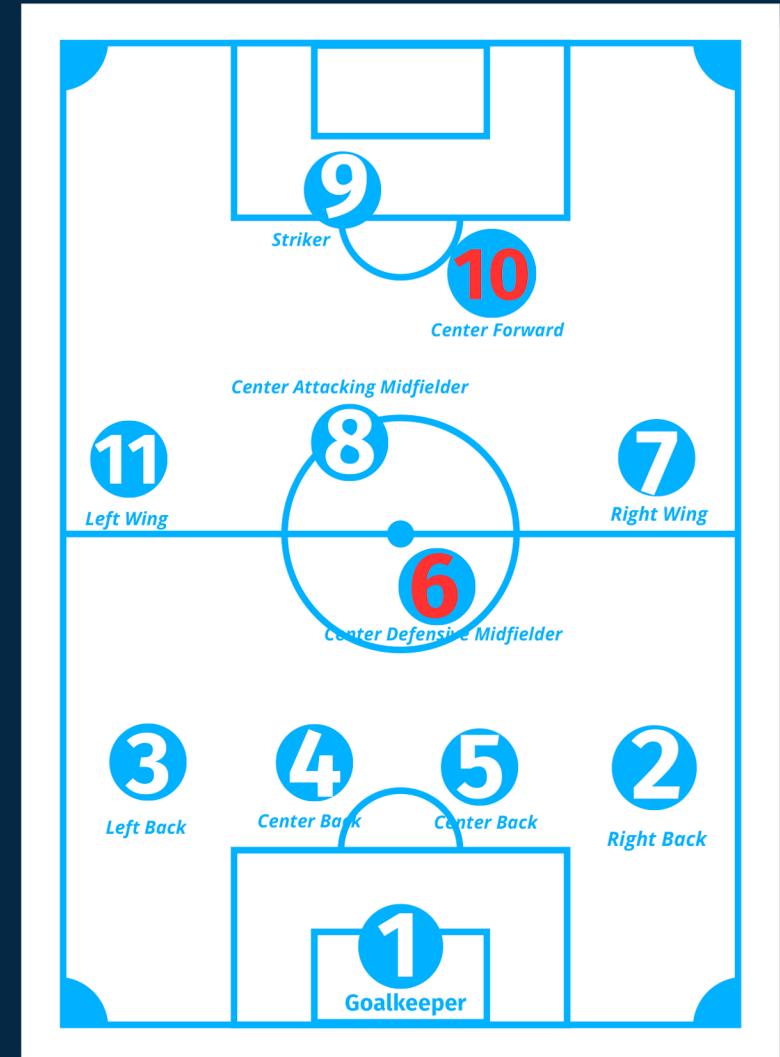 9
Striker
10
Center Forward
Center Attacking Midfielder
8
11
7
Left Wing
Right Wing
6
Center Defensive Midfielder
3
4
5
2
Left Back
Center Back
Center Back
Right Back
1
Goalkeeper